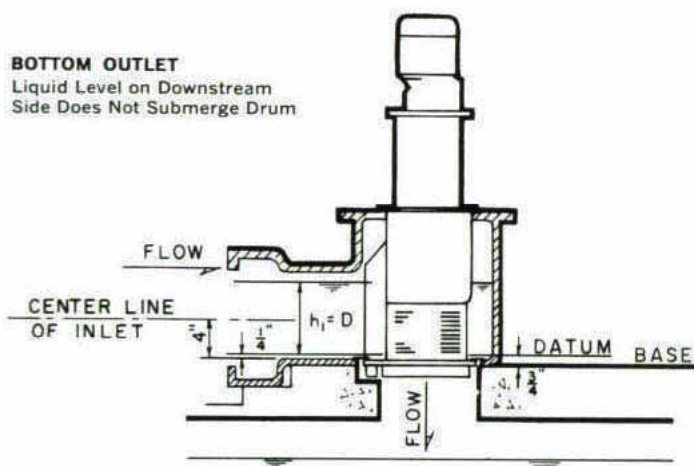 BOTTOM OUTLET
Liquid Level on Downstream
Side Does Not Submerge Drum
FLOW
CENTER LINE
OF INLET
4"
1/4"
h₁ = D
DATUM
BASE
3/4"
FLOW